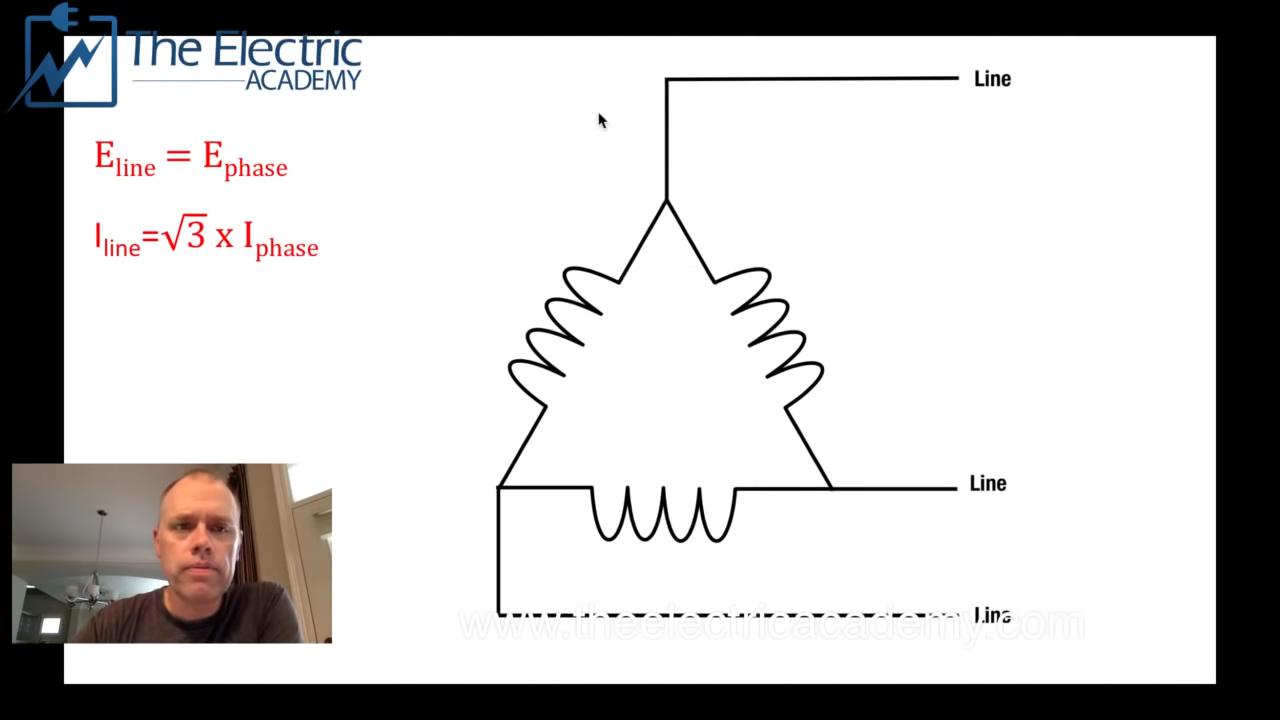 The Electric
ACADEMY
Line
E_line = E_phase
I_line=√3 x I_phase
Line
Line
www.theelectricacademy.com